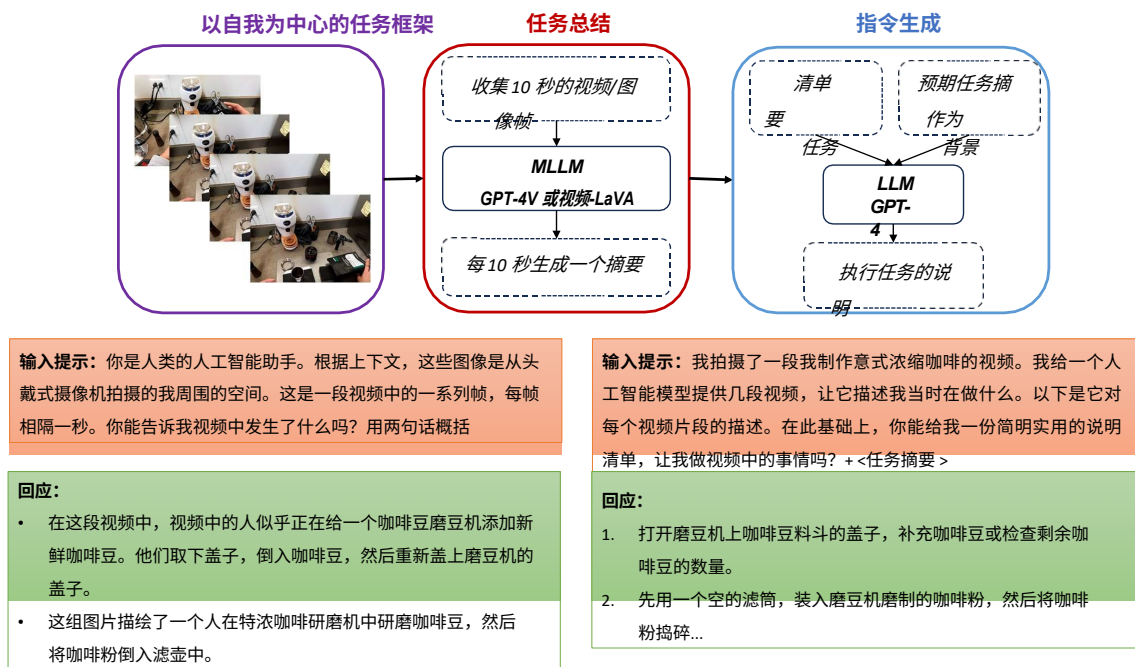 以自我为中心的任务框架
任务总结
指令生成
收集 10 秒的视频/图
像帧
MLLM
GPT-4V 或视频-LaVA
每 10 秒生成一个摘要
清单
要
任务
预期任务摘
作为
背景
LLM
GPT-
4
执行任务的说
明
输入提示：你是人类的人工智能助手。根据上下文，这些图像是从头
戴式摄像机拍摄的我周围的空间。这是一段视频中的一系列帧，每帧
相隔一秒。你能告诉我视频中发生了什么吗？用两句话概括
回应：
• 在这段视频中，视频中的人似乎正在给一个咖啡豆磨豆机添加新
鲜咖啡豆。他们取下盖子，倒入咖啡豆，然后重新盖上磨豆机的
盖子。
• 这组图片描绘了一个人在特浓咖啡研磨机中研磨咖啡豆，然后
将咖啡粉倒入滤壶中。
输入提示：我拍摄了一段我制作意式浓缩咖啡的视频。我给一个人
工智能模型提供几段视频，让它描述我当时在做什么。以下是它对
每个视频片段的描述。在此基础上，你能给我一份简明实用的说明
清单，让我做视频中的事情吗？+ <任务摘要 >
回应：
1. 打开磨豆机上咖啡豆料斗的盖子，补充咖啡豆或检查剩余咖
啡豆的数量。
2. 先用一个空的滤筒，装入磨豆机磨制的咖啡粉，然后将咖啡
粉捣碎...